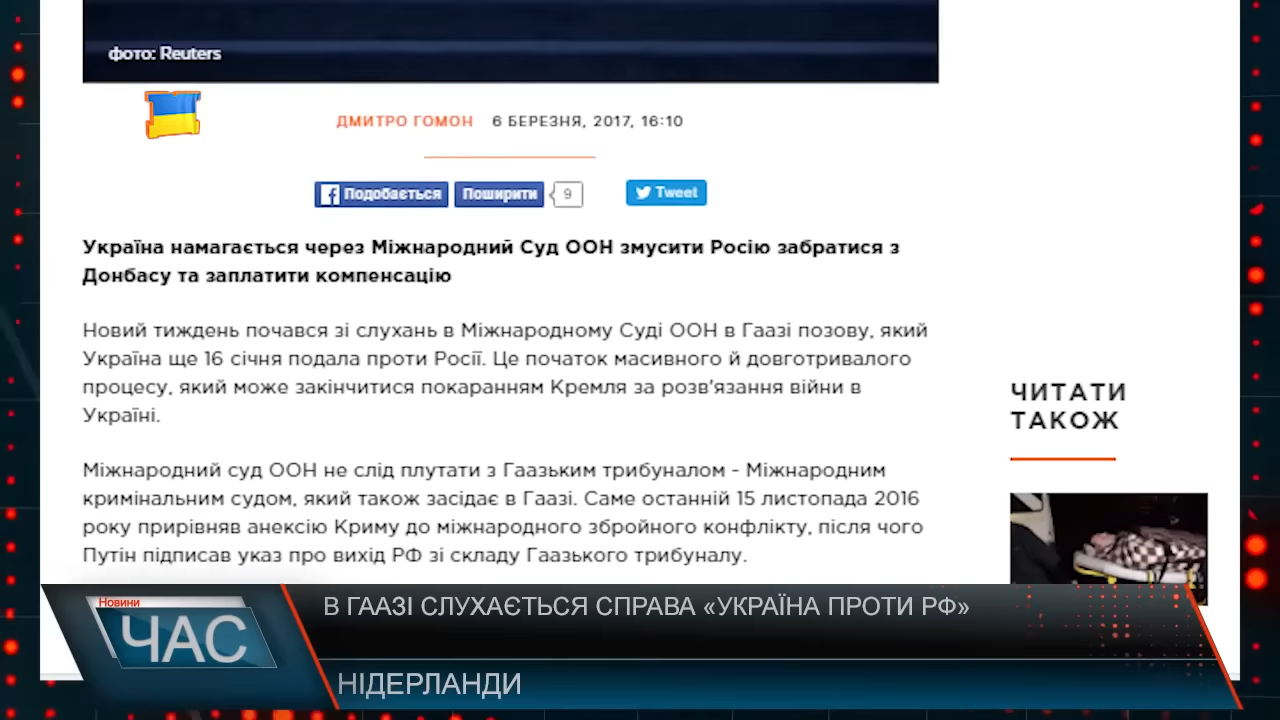 фото: Reuters
ДМИТРО ГОМОН 6 БЕРЕЗНЯ, 2017, 16:10
Подобається Поширити 9 Tweet
Україна намагається через Міжнародний Суд ООН змусити Росію забратися з
Донбасу та заплатити компенсацію
Новий тиждень почався зі слухань в Міжнародному Суді ООН в Гаазі позову, який
Україна ще 16 січня подала проти Росії. Це початок масивного й довготривалого
процесу, який може закінчитися покаранням Кремля за розв'язання війни в
Україні.
Міжнародний суд ООН не слід плутати з Гаазьким трибуналом - Міжнародним
кримінальним судом, який також засідає в Гаазі. Саме останній 15 листопада 2016
року прирівняв анексію Криму до міжнародного збройного конфлікту, після чого
Путін підписав указ про вихід РФ зі складу Гаазького трибуналу.
ЧИТАТИ
ТАКОЖ
Новини
ЧАС
В ГААЗІ СЛУХАЄТЬСЯ СПРАВА «УКРАЇНА ПРОТИ РФ»
НІДЕРЛАНДИ